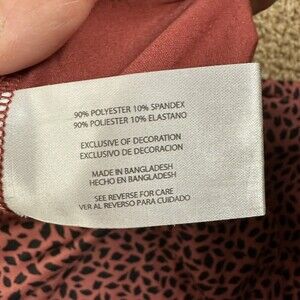 90% POLYESTER 10% SPANDEX
90% POLIESTER 10% ELASTANO
EXCLUSIVE OF DECORATION
EXCLUSIVO DE DECORACION
MADE IN BANGLADESH
HECHO EN BANGLADESH
SEE REVERSE FOR CARE
VER AL REVERSO PARA CUIDADO